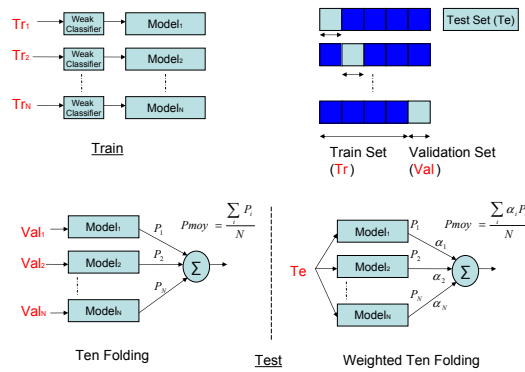 Tr1
Weak Classifier
Model1
Tr2
Weak Classifier
Model2
TrN
Weak Classifier
ModelN
Train
Test Set (Te)
Train Set
(Tr)
Validation Set
(Val)
Val1
Model1
P1
Val2
Model2
P2
ValN
ModelN
PN
Σ
Pmoy = ∑i Pi / N
Ten Folding
Test
Te
Model1
P1
α1
Model2
P2
α2
ModelN
PN
αN
Σ
Pmoy = ∑i αi P / N
Weighted Ten Folding